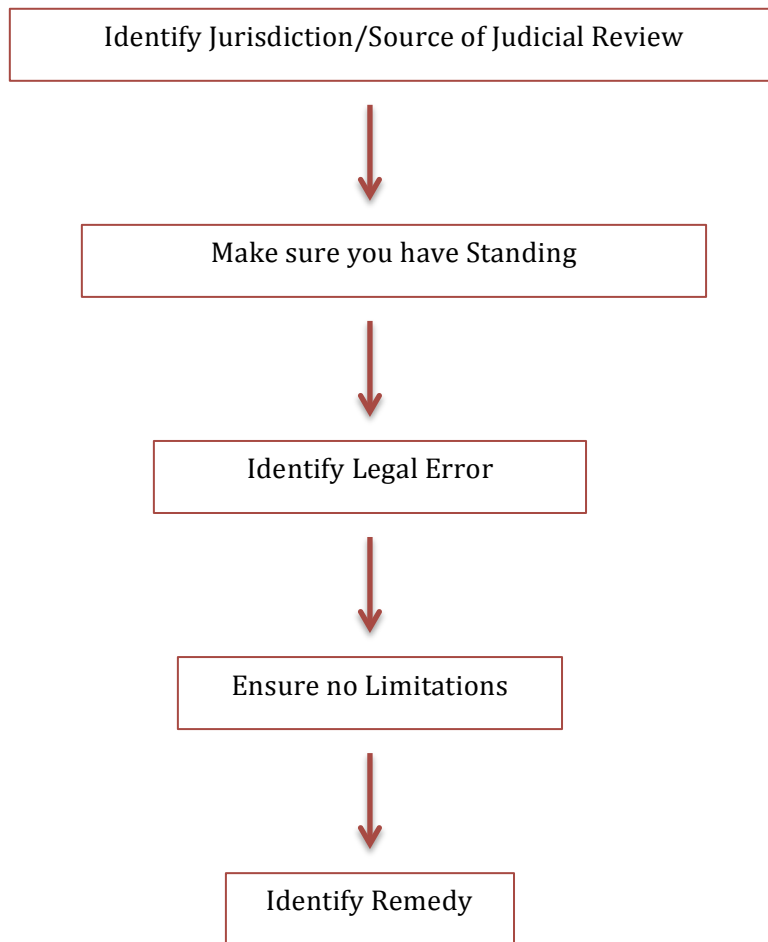 Identify Jurisdiction/Source of Judicial Review
Make sure you have Standing
Identify Legal Error
Ensure no Limitations
Identify Remedy